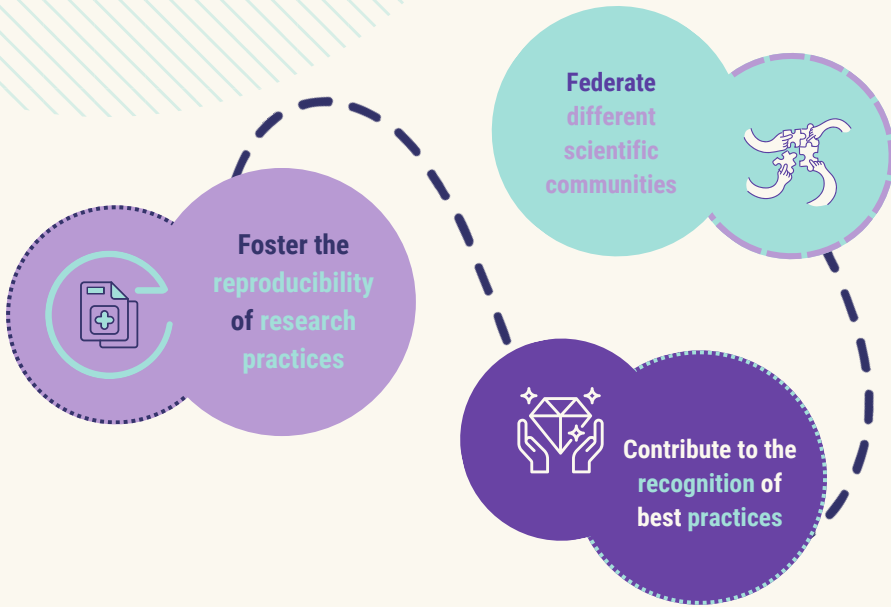 Foster the
reproducibility
of research
practices
Federate
different
scientific
communities
Contribute to the
recognition of
best practices